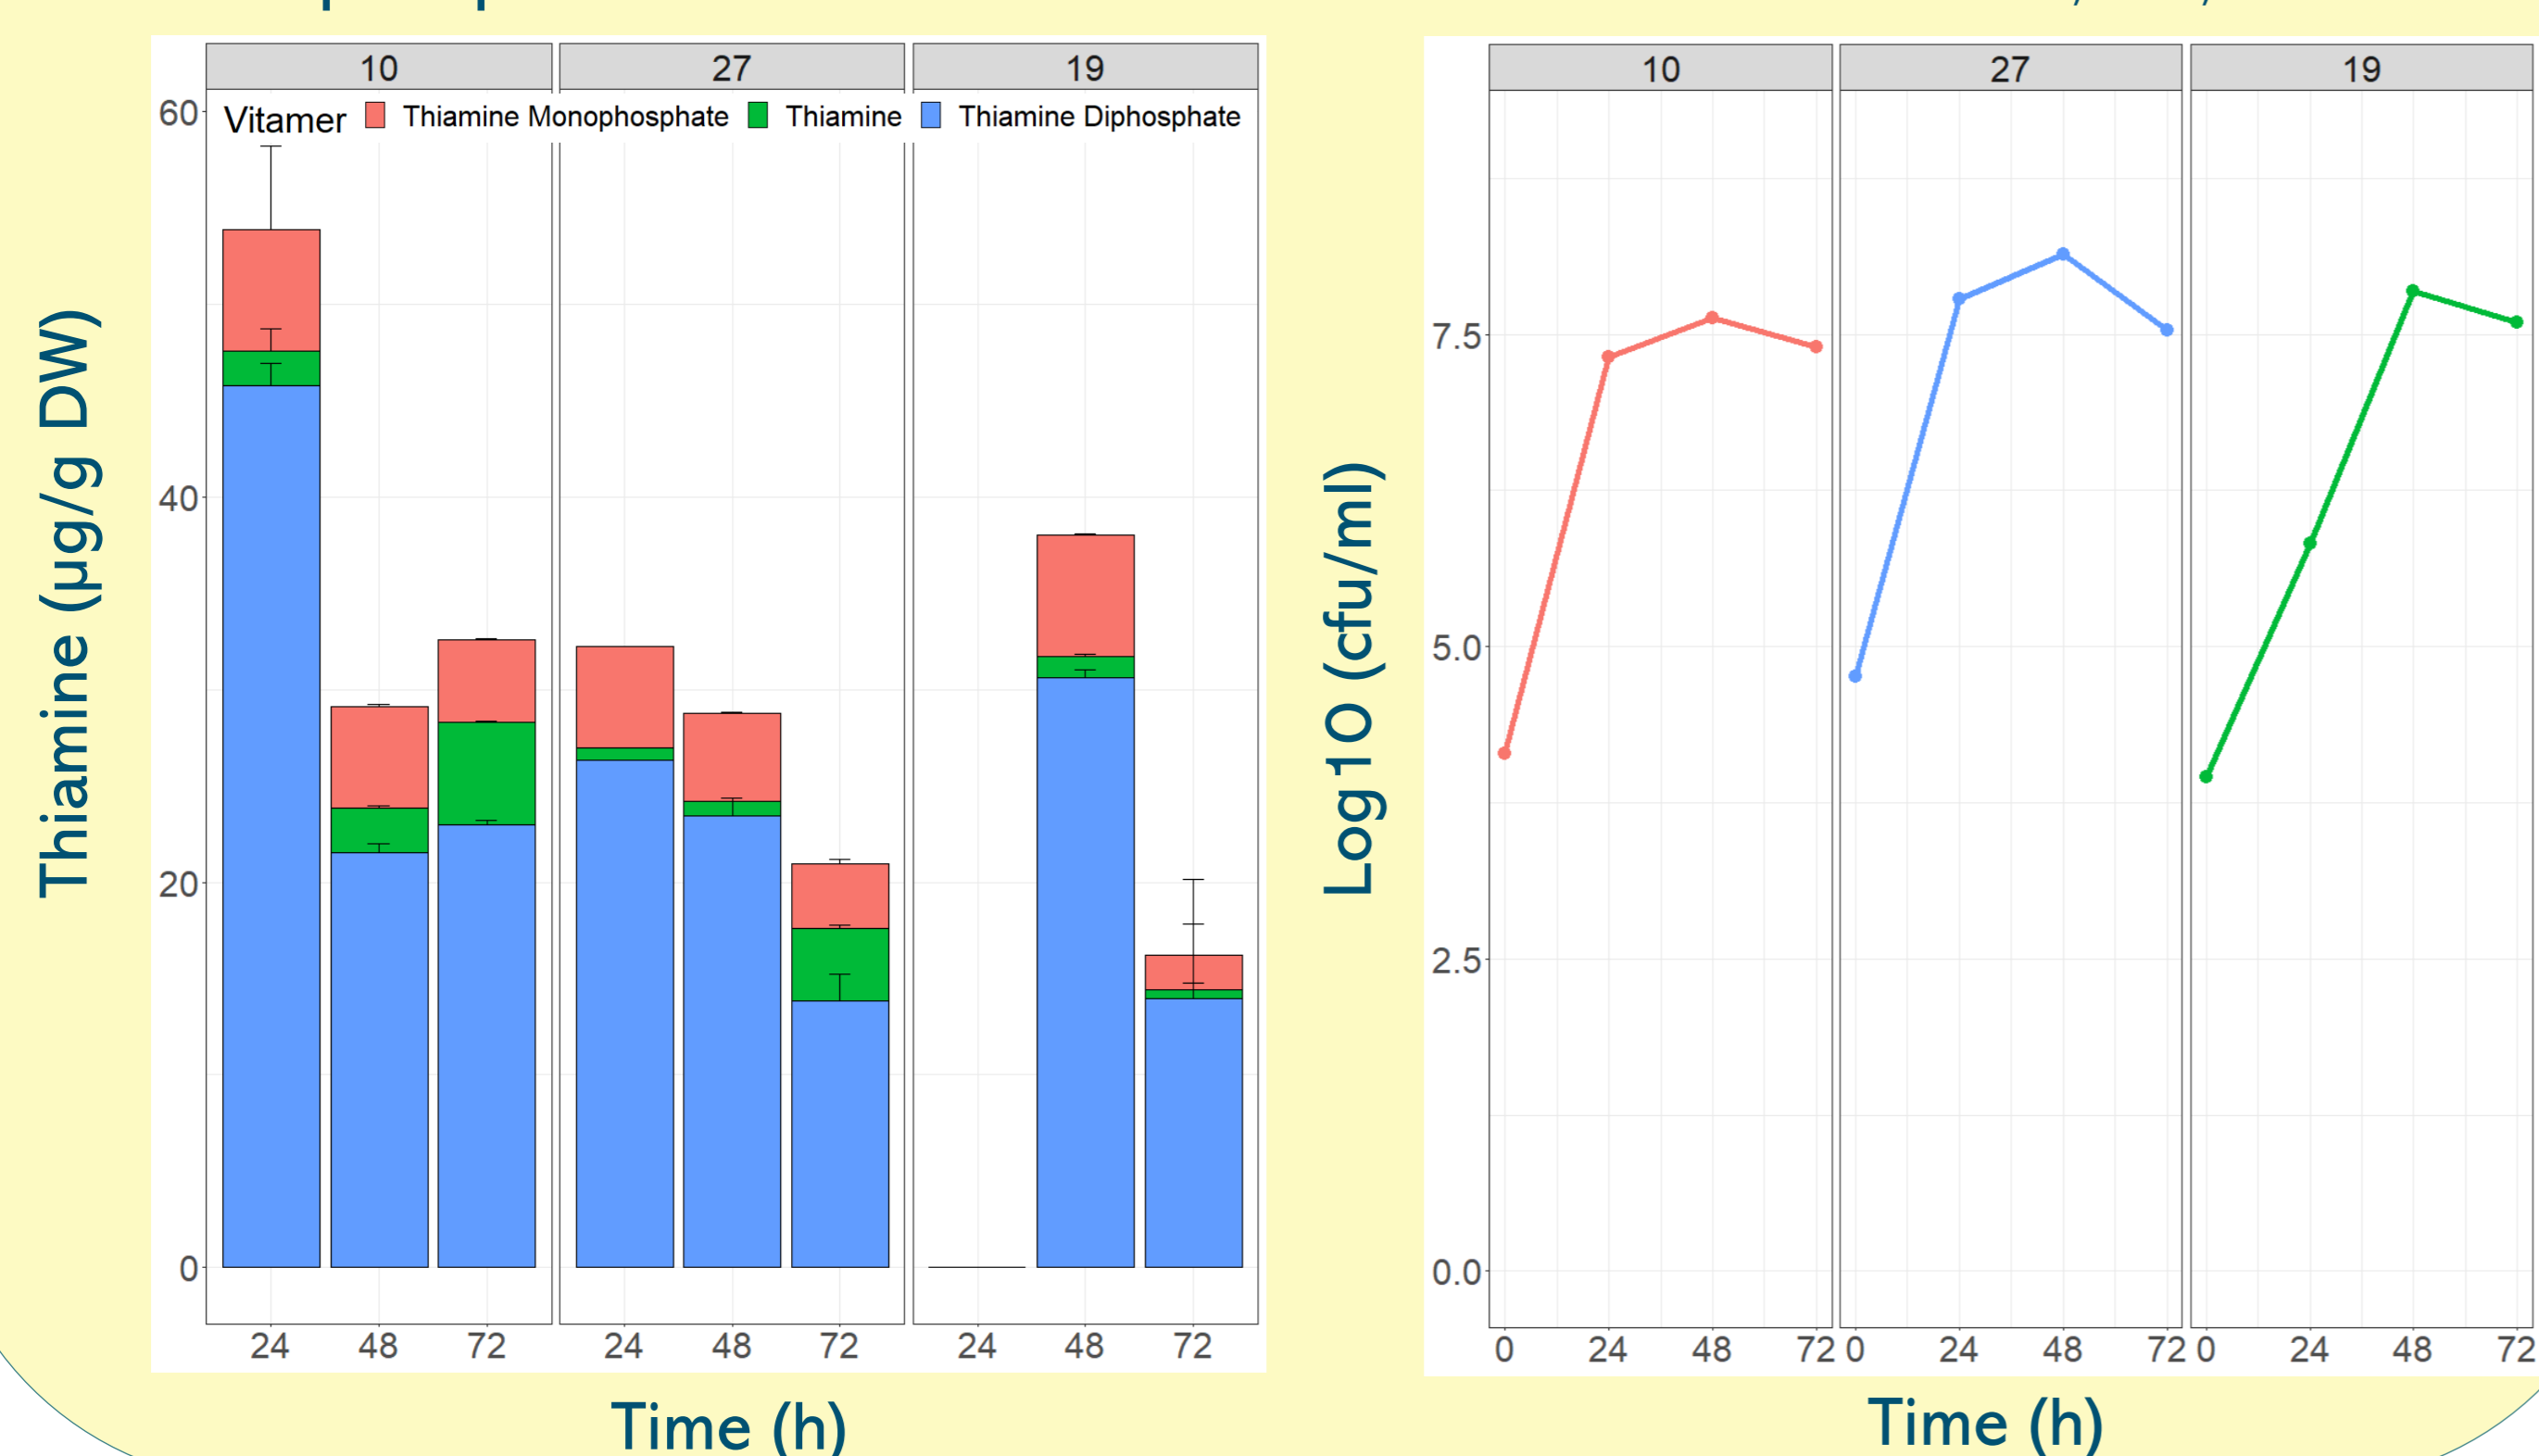 10 27 19
Vitamer Thiamine Monophosphate Thiamine Thiamine Diphosphate
60
40
20
0
Thiamine (µg/g DW)
24 48 72 24 48 72 24 48 72
Time (h)
10 27 19
7.5
5.0
2.5
0.0
Log10 (cfu/ml)
0 24 48 72 0 24 48 72 0 24 48 72
Time (h)